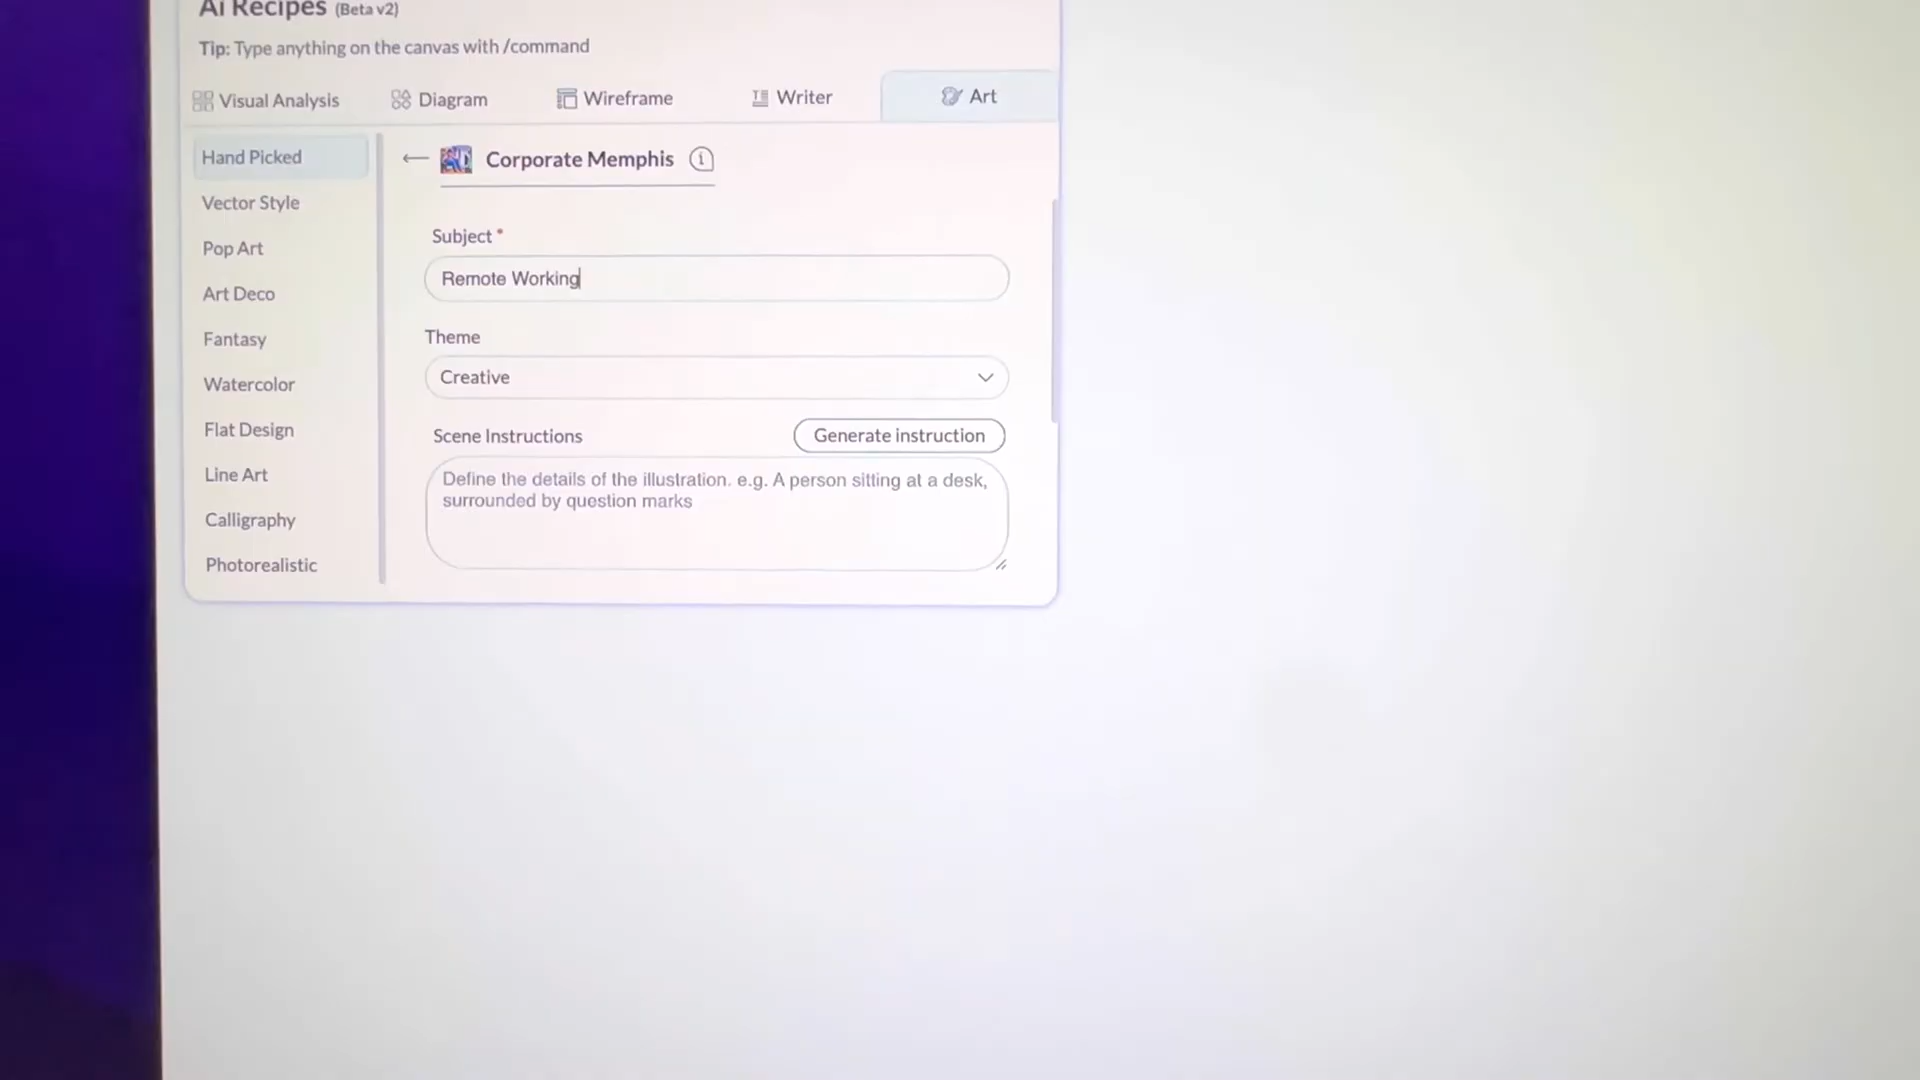 Ai Recipes (Beta v2)
Tip: Type anything on the canvas with /command
Visual Analysis Diagram Wireframe Writer Art
Hand Picked
Vector Style
Pop Art
Art Deco
Fantasy
Watercolor
Flat Design
Line Art
Calligraphy
Photorealistic
Corporate Memphis
Subject *
Remote Working
Theme
Creative
Scene Instructions Generate instruction
Define the details of the illustration. e.g. A person sitting at a desk,
surrounded by question marks